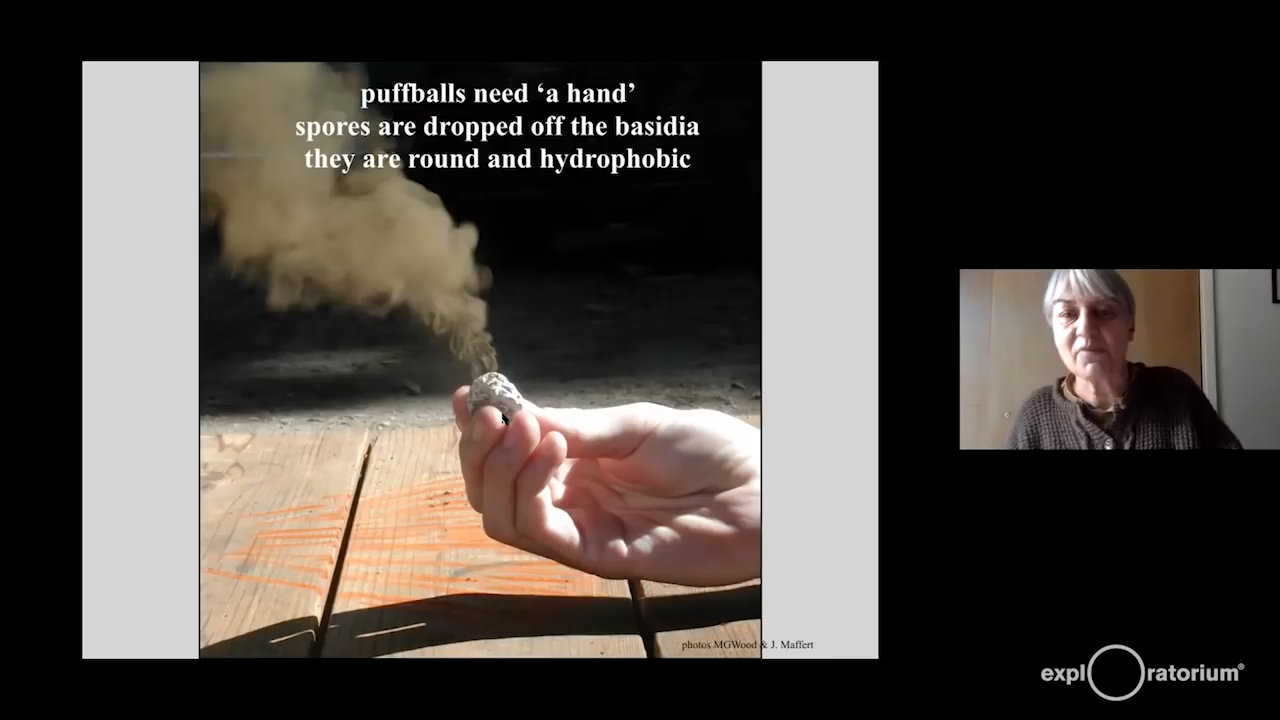 puffballs need ‘a hand’
spores are dropped off the basidia
they are round and hydrophobic
photos MGWood & J. Maffert
exploratorium®